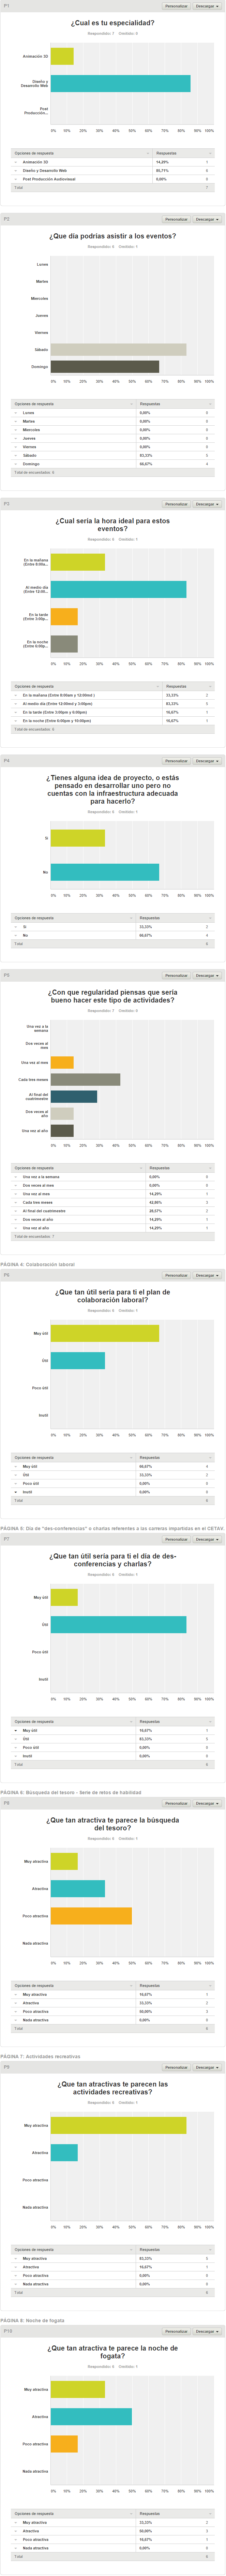 P1
Personalizar Descargar
¿Cual es tu especialidad?
Respondido: 7 Omitido: 0
Animación 3D
Diseño y
Desarrollo Web
Post
Producción...
0% 10% 20% 30% 40% 50% 60% 70% 80% 90% 100%
Opciones de respuesta Respuestas
Animación 3D 14,29% 1
Diseño y Desarrollo Web 85,71% 6
Post Producción Audiovisual 0,00% 0
Total 7
P2
Personalizar Descargar
¿Que día podrías asistir a los eventos?
Respondido: 6 Omitido: 1
Lunes
Martes
Miercoles
Jueves
Viernes
Sábado
Domingo
0% 10% 20% 30% 40% 50% 60% 70% 80% 90% 100%
Opciones de respuesta Respuestas
Lunes 0,00% 0
Martes 0,00% 0
Miercoles 0,00% 0
Jueves 0,00% 0
Viernes 0,00% 0
Sábado 83,33% 5
Domingo 66,67% 4
Total de encuestados: 6
P3
Personalizar Descargar
¿Cual sería la hora ideal para estos
eventos?
Respondido: 6 Omitido: 1
En la mañana
(Entre 8:00a...
Al medio día
(Entre 12:00...
En la tarde
(Entre 3:00p...
En la noche
(Entre 6:00p...
0% 10% 20% 30% 40% 50% 60% 70% 80% 90% 100%
Opciones de respuesta Respuestas
En la mañana (Entre 8:00am y 12:00md ) 33,33% 2
Al medio día (Entre 12:00md y 3:00pm) 83,33% 5
En la tarde (Entre 3:00pm y 6:00pm) 16,67% 1
En la noche (Entre 6:00pm y 10:00pm) 16,67% 1
Total de encuestados: 6
P4
Personalizar Descargar
¿Tienes alguna idea de proyecto, o estás
pensado en desarrollar uno pero no
cuentas con la infraestructura adecuada
para hacerlo?
Respondido: 6 Omitido: 1
Si
No
0% 10% 20% 30% 40% 50% 60% 70% 80% 90% 100%
Opciones de respuesta Respuestas
Si 33,33% 2
No 66,67% 4
Total 6
P5
Personalizar Descargar
¿Con que regularidad piensas que seria
bueno hacer este tipo de actividades?
Respondido: 7 Omitido: 0
Una vez a la
semana
Dos veces al
mes
Una vez al mes
Cada tres meses
Al final del
cuatrimestre
Dos veces al
año
Una vez al año
0% 10% 20% 30% 40% 50% 60% 70% 80% 90% 100%
Opciones de respuesta Respuestas
Una vez a la semana 0,00% 0
Dos veces al mes 0,00% 0
Una vez al mes 14,29% 1
Cada tres meses 42,86% 3
Al final del cuatrimestre 28,57% 2
Dos veces al año 14,29% 1
Una vez al año 14,29% 1
Total de encuestados: 7
PÁGINA 4: Colaboración laboral
P6
Personalizar Descargar
¿Que tan útil sería para ti el plan de
colaboración laboral?
Respondido: 6 Omitido: 1
Muy útil
Útil
Poco útil
Inútil
0% 10% 20% 30% 40% 50% 60% 70% 80% 90% 100%
Opciones de respuesta Respuestas
Muy útil 66,67% 4
Útil 33,33% 2
Poco útil 0,00% 0
Inútil 0,00% 0
Total 6
PÁGINA 5: Día de "des-conferencias" o charlas referentes a las carreras impartidas en el CETAV.
P7
Personalizar Descargar
¿Que tan útil sería para ti el día de des-
conferencias y charlas?
Respondido: 6 Omitido: 1
Muy útil
Útil
Poco útil
Inútil
0% 10% 20% 30% 40% 50% 60% 70% 80% 90% 100%
Opciones de respuesta Respuestas
Muy útil 16,67% 1
Útil 83,33% 5
Poco útil 0,00% 0
Inútil 0,00% 0
Total 6
PÁGINA 6: Búsqueda del tesoro - Serie de retos de habilidad
P8
Personalizar Descargar
¿Que tan atractiva te parece la búsqueda
del tesoro?
Respondido: 6 Omitido: 1
Muy atractiva
Atractiva
Poco atractiva
Nada atractiva
0% 10% 20% 30% 40% 50% 60% 70% 80% 90% 100%
Opciones de respuesta Respuestas
Muy atractiva 16,67% 1
Atractiva 33,33% 2
Poco atractiva 50,00% 3
Nada atractiva 0,00% 0
Total 6
PÁGINA 7: Actividades recreativas
P9
Personalizar Descargar
¿Que tan atractivas te parecen las
actividades recreativas?
Respondido: 6 Omitido: 1
Muy atractiva
Atractiva
Poco atractiva
Nada atractiva
0% 10% 20% 30% 40% 50% 60% 70% 80% 90% 100%
Opciones de respuesta Respuestas
Muy atractiva 83,33% 5
Atractiva 16,67% 1
Poco atractiva 0,00% 0
Nada atractiva 0,00% 0
Total 6
PÁGINA 8: Noche de fogata
P10
Personalizar Descargar
¿Que tan atractiva te parece la noche de
fogata?
Respondido: 6 Omitido: 1
Muy atractiva
Atractiva
Poco atractiva
Nada atractiva
0% 10% 20% 30% 40% 50% 60% 70% 80% 90% 100%
Opciones de respuesta Respuestas
Muy atractiva 33,33% 2
Atractiva 50,00% 3
Poco atractiva 16,67% 1
Nada atractiva 0,00% 0
Total 6